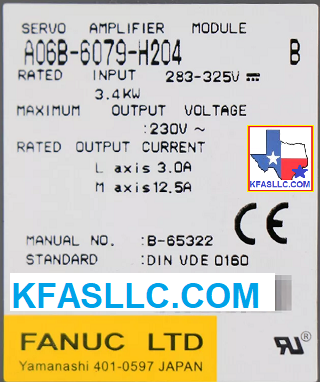 SERVO AMPLIFIER MODULE
A06B-6079-H204 B
RATED INPUT 283-325V ⎓
3.4KW
MAXIMUM OUTPUT VOLTAGE
:230V ~
RATED OUTPUT CURRENT
L axis 3.0A
M axis 12.5A
KFASLLC.COM
CE
MANUAL NO. :B-65322
STANDARD :DIN VDE 0160
KFASLLC.COM
FANUC LTD
Yamanashi 401-0597 JAPAN